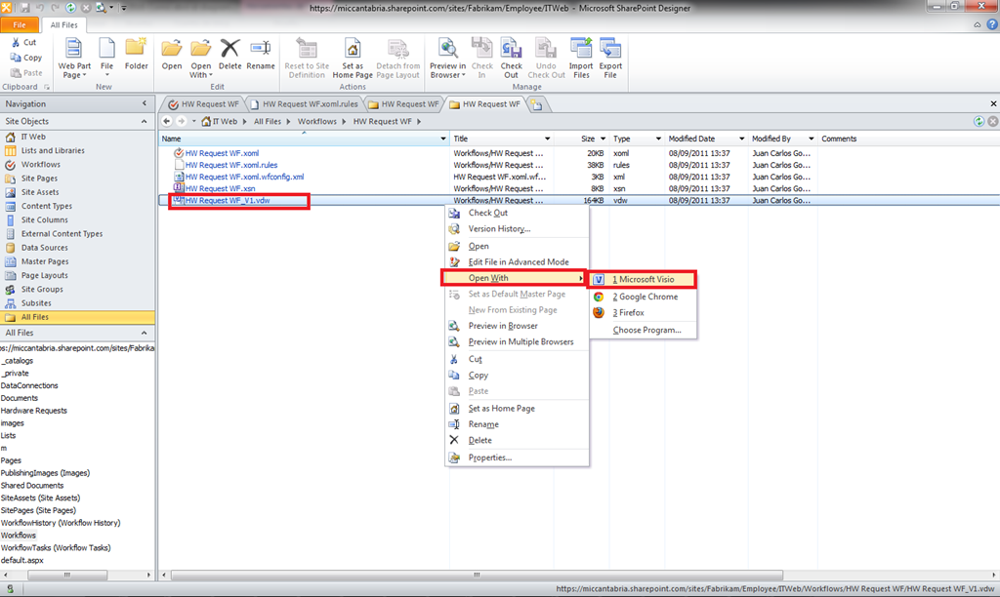 https://miccantabria.sharepoint.com/sites/Fabrikam/Employee/ITWeb - Microsoft SharePoint Designer
File All Files
Cut
Copy
Paste
Clipboard
Web Part Page
File
Folder
New
Open
Open With
Delete
Rename
Edit
Reset to Site Definition
Set as Home Page
Detach from Page Layout
Actions
Preview in Browser
Check In
Check Out
Undo Check Out
Import Files
Export File
Manage
Navigation
HW Request WF HW Request WF.xoml.rules HW Request WF HW Request WF
Site Objects
IT Web
Lists and Libraries
Workflows
Site Pages
Site Assets
Content Types
Site Columns
External Content Types
Data Sources
Master Pages
Page Layouts
Site Groups
Subsites
All Files
All Files
ps://miccantabria.sharepoint.com/sites/Fabrika
_catalogs
_private
DataConnections
Documents
Hardware Requests
images
Lists
m
Pages
PublishingImages (Images)
Shared Documents
SiteAssets (Site Assets)
SitePages (Site Pages)
WorkflowHistory (Workflow History)
Workflows
WorkflowTasks (Workflow Tasks)
default.aspx
IT Web All Files Workflows HW Request WF
Name Title Size Type Modified Date Modified By Comments
HW Request WF.xoml Workflows/HW Request ... 20KB xoml 08/09/2011 13:37 Juan Carlos Go...
HW Request WF.xoml.rules Workflows/HW Request ... 38KB rules 08/09/2011 13:37 Juan Carlos Go...
HW Request WF.xoml.wfconfig.xml HW Request WF.xoml.wf... 3KB xml 08/09/2011 13:37 Juan Carlos Go...
HW Request WF.xsn Workflows/HW Request ... 5KB xsn 08/09/2011 13:37 Juan Carlos Go...
HW Request WF_V1.vdw Workflows/HW Request ... 164KB vdw 08/09/2011 13:37 Juan Carlos Go...
Check Out
Version History...
Open
Edit File in Advanced Mode
Open With
Set as Default Master Page
New From Existing Page
Preview in Browser
Preview in Multiple Browsers
Cut
Copy
Paste
Set as Home Page
Rename
Delete
Properties...
1 Microsoft Visio
2 Google Chrome
3 Firefox
Choose Program...
https://miccantabria.sharepoint.com/sites/Fabrikam/Employee/ITWeb/Workflows/HW Request WF/HW Request WF_V1.vdw